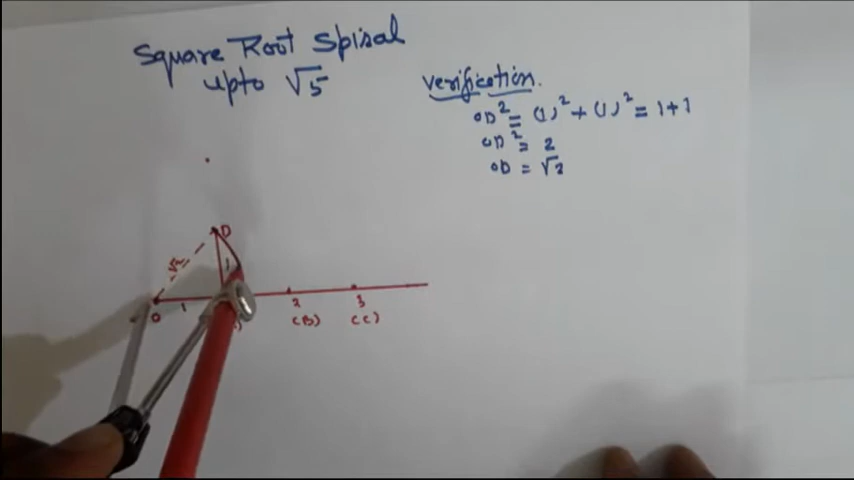 Square Root Spiral
upto √5
verification.
OD² = (1)² + (1)² = 1+1
OD² = 2
OD = √2
D
√2
1
O
1
2
3
(B)
(C)